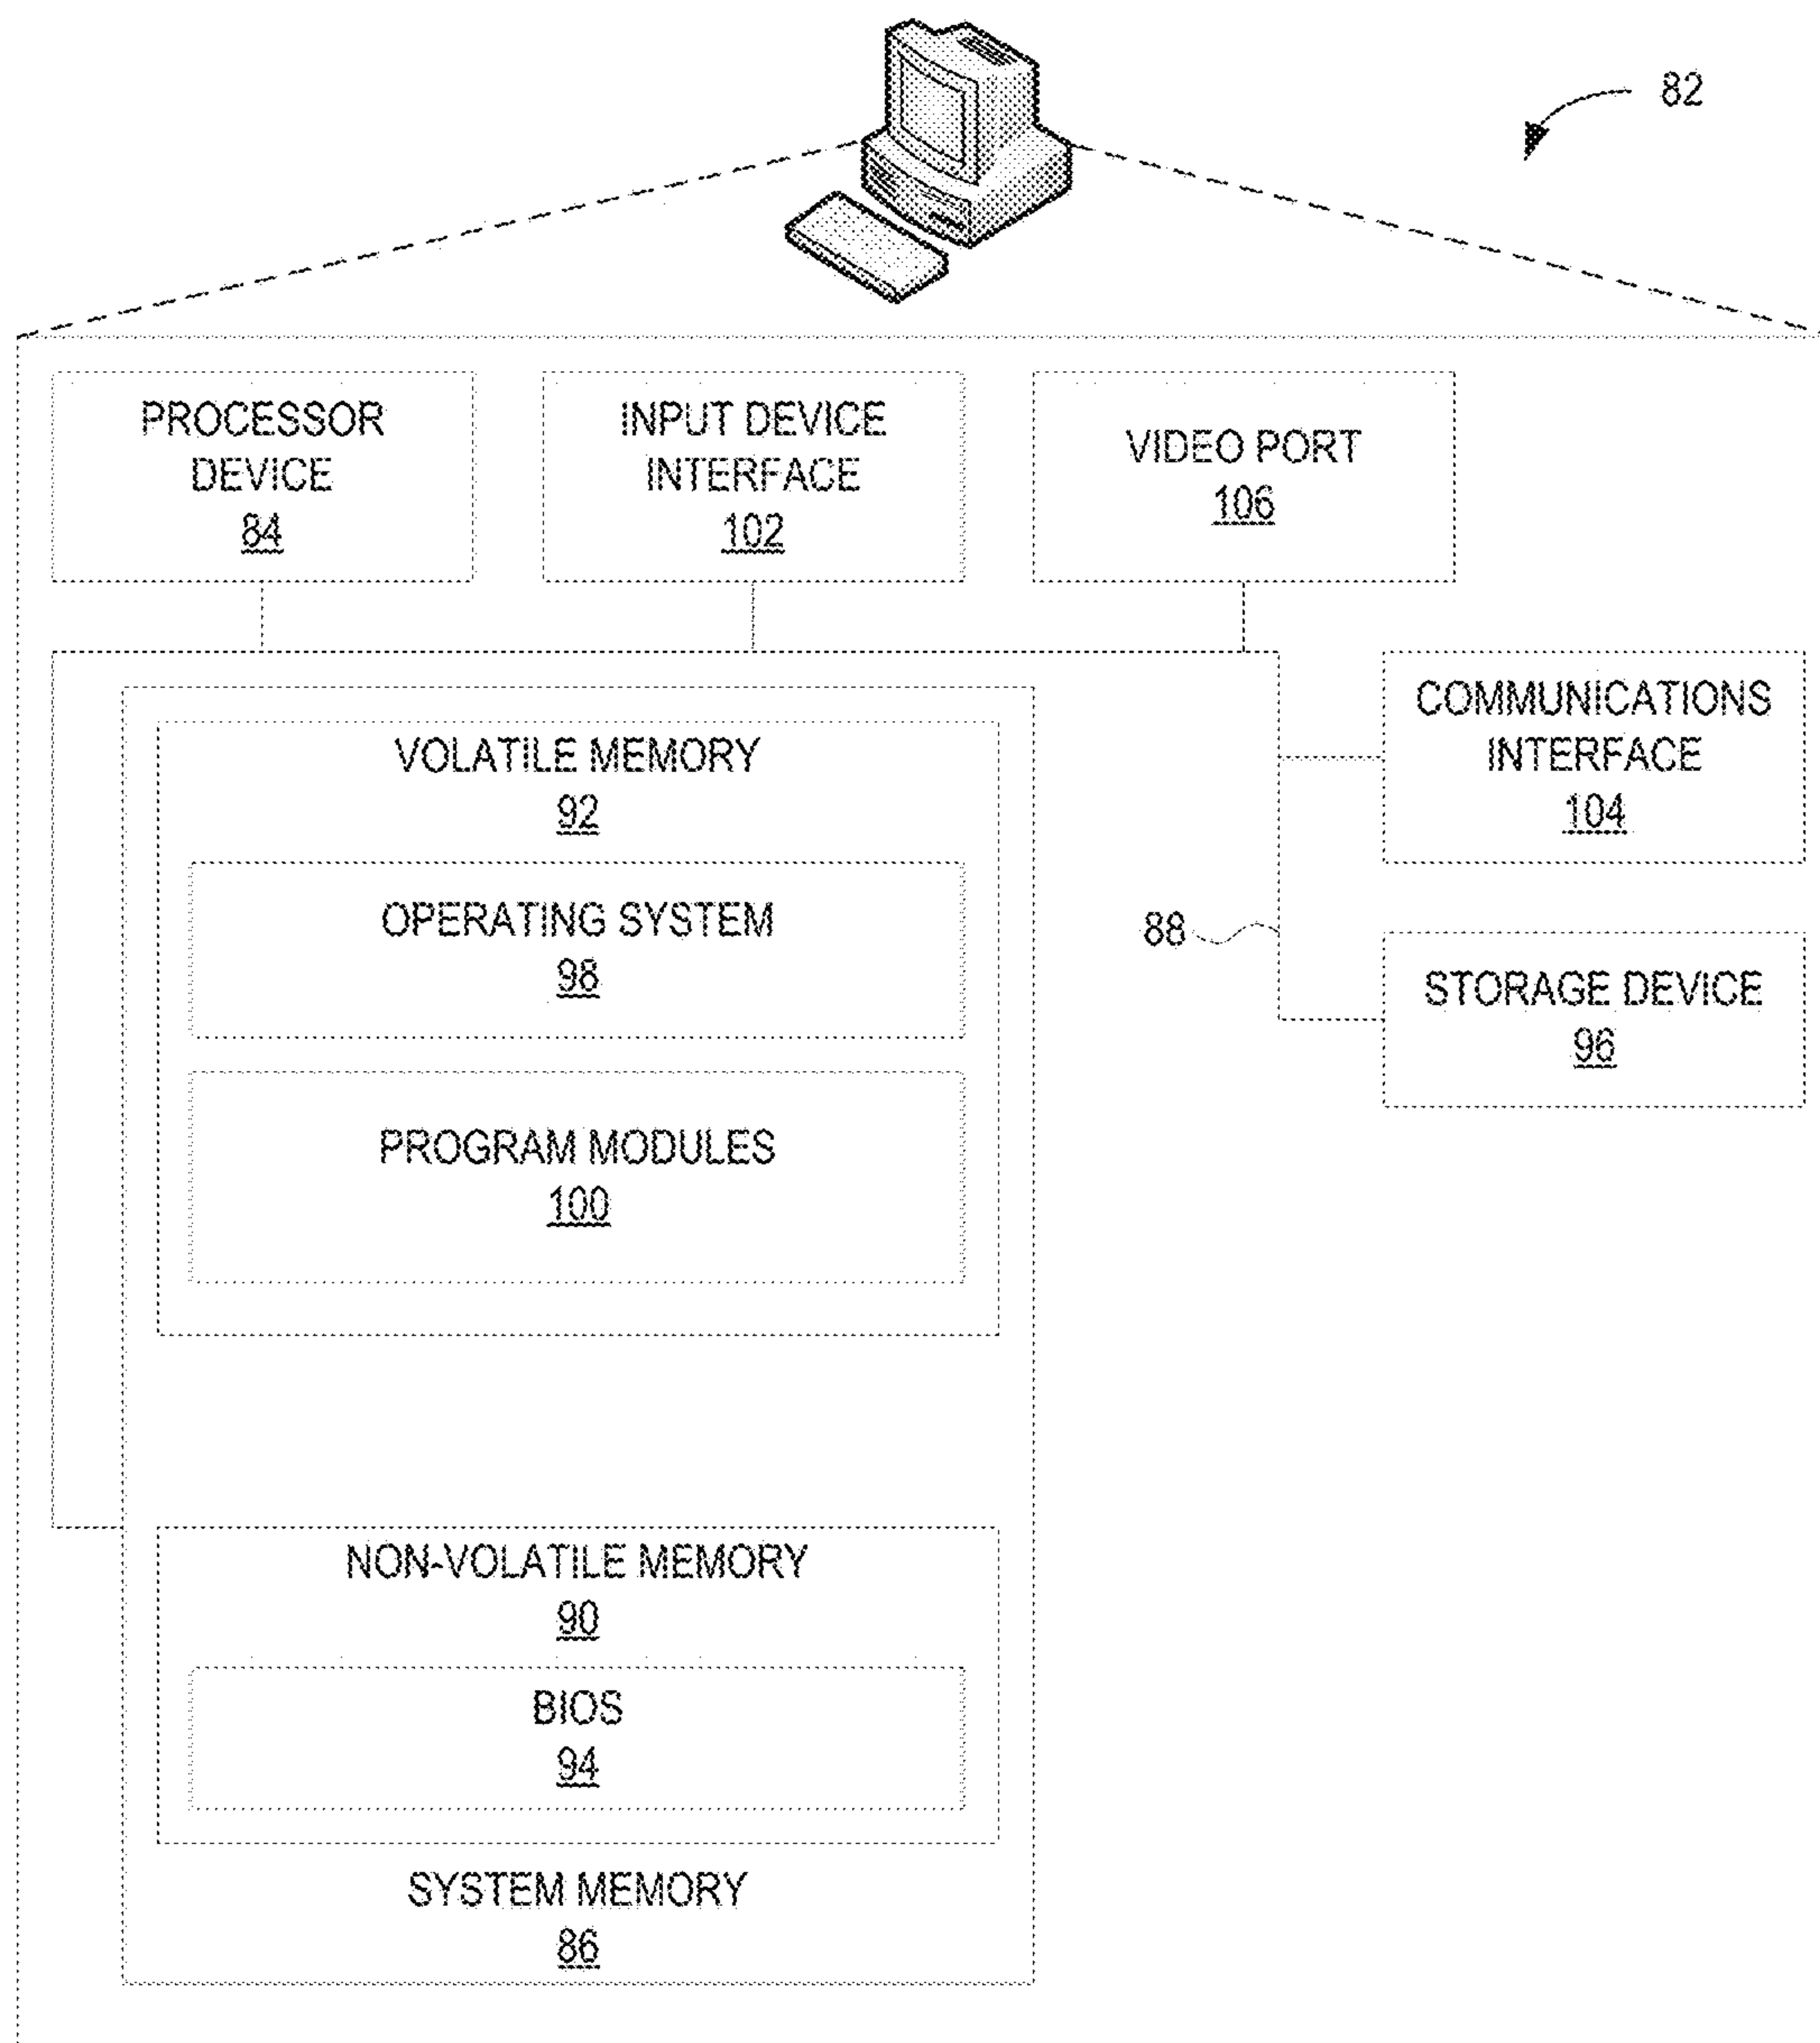 82
PROCESSOR
DEVICE
84
INPUT DEVICE
INTERFACE
102
VIDEO PORT
106
COMMUNICATIONS
INTERFACE
104
VOLATILE MEMORY
92
OPERATING SYSTEM
98
88
STORAGE DEVICE
96
PROGRAM MODULES
100
NON-VOLATILE MEMORY
90
BIOS
94
SYSTEM MEMORY
86